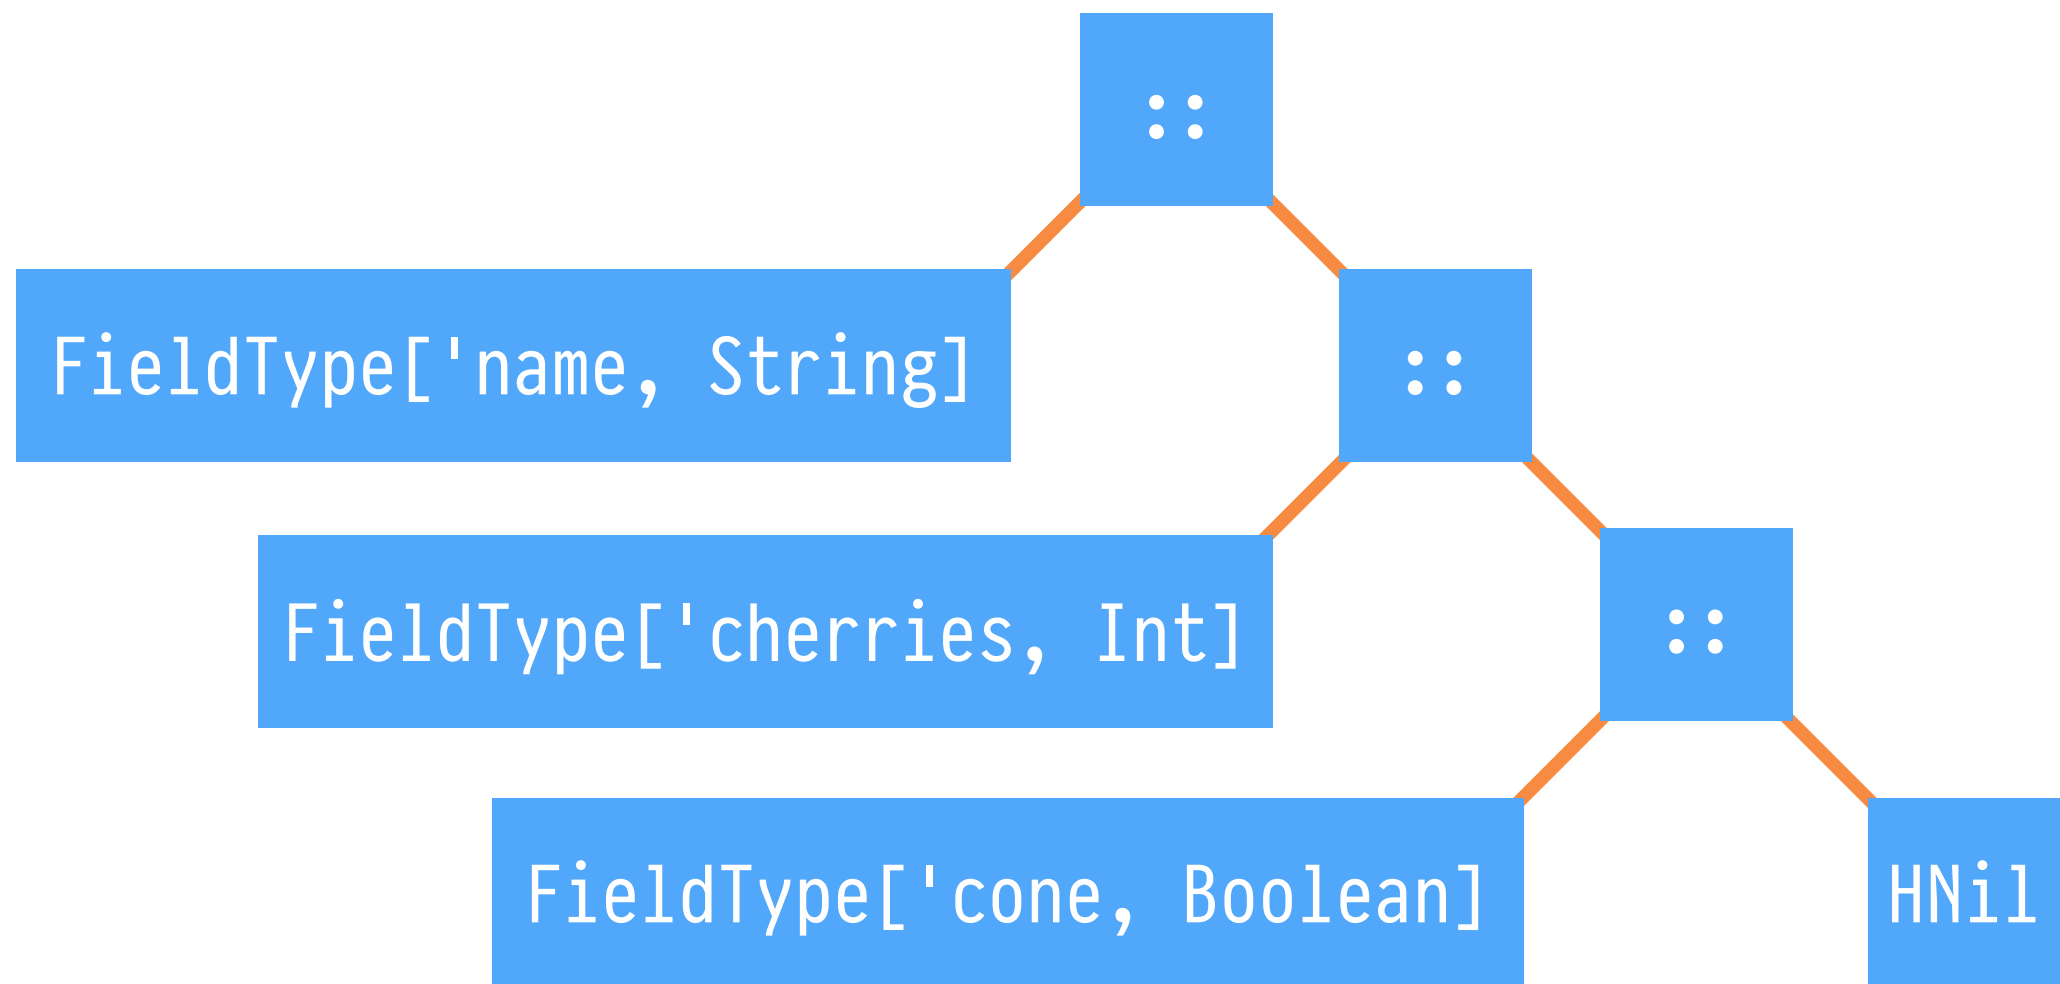 ::
FieldType['name, String]
::
FieldType['cherries, Int]
::
FieldType['cone, Boolean]
HNil